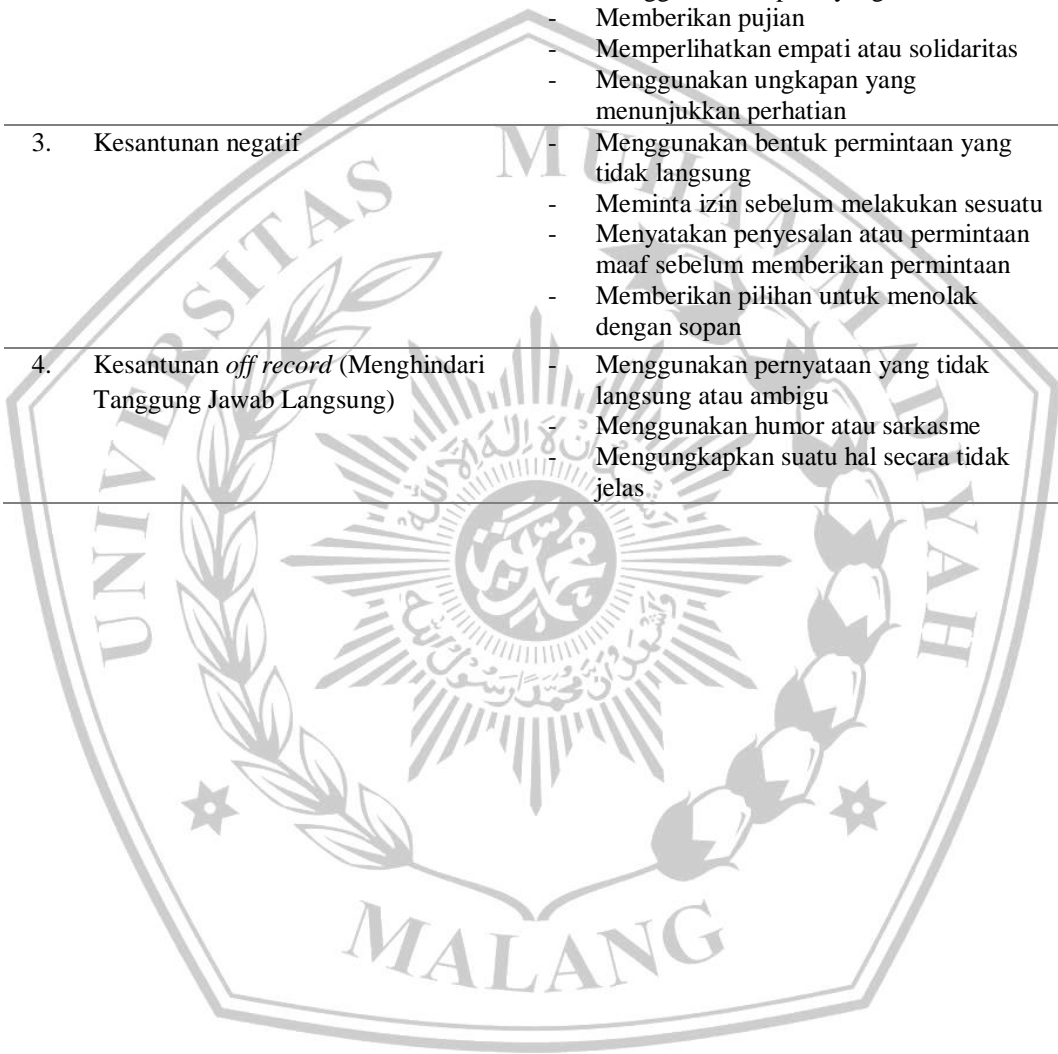 - Memberikan pujian
- Memperlihatkan empati atau solidaritas
- Menggunakan ungkapan yang
menunjukkan perhatian
3. Kesantunan negatif - Menggunakan bentuk permintaan yang
tidak langsung
- Meminta izin sebelum melakukan sesuatu
- Menyatakan penyesalan atau permintaan
maaf sebelum memberikan permintaan
- Memberikan pilihan untuk menolak
dengan sopan
4. Kesantunan off record (Menghindari - Menggunakan pernyataan yang tidak
Tanggung Jawab Langsung) langsung atau ambigu
- Menggunakan humor atau sarkasme
- Mengungkapkan suatu hal secara tidak
jelas
UNIVERSITAS MUHAMMADIYAH
MALANG